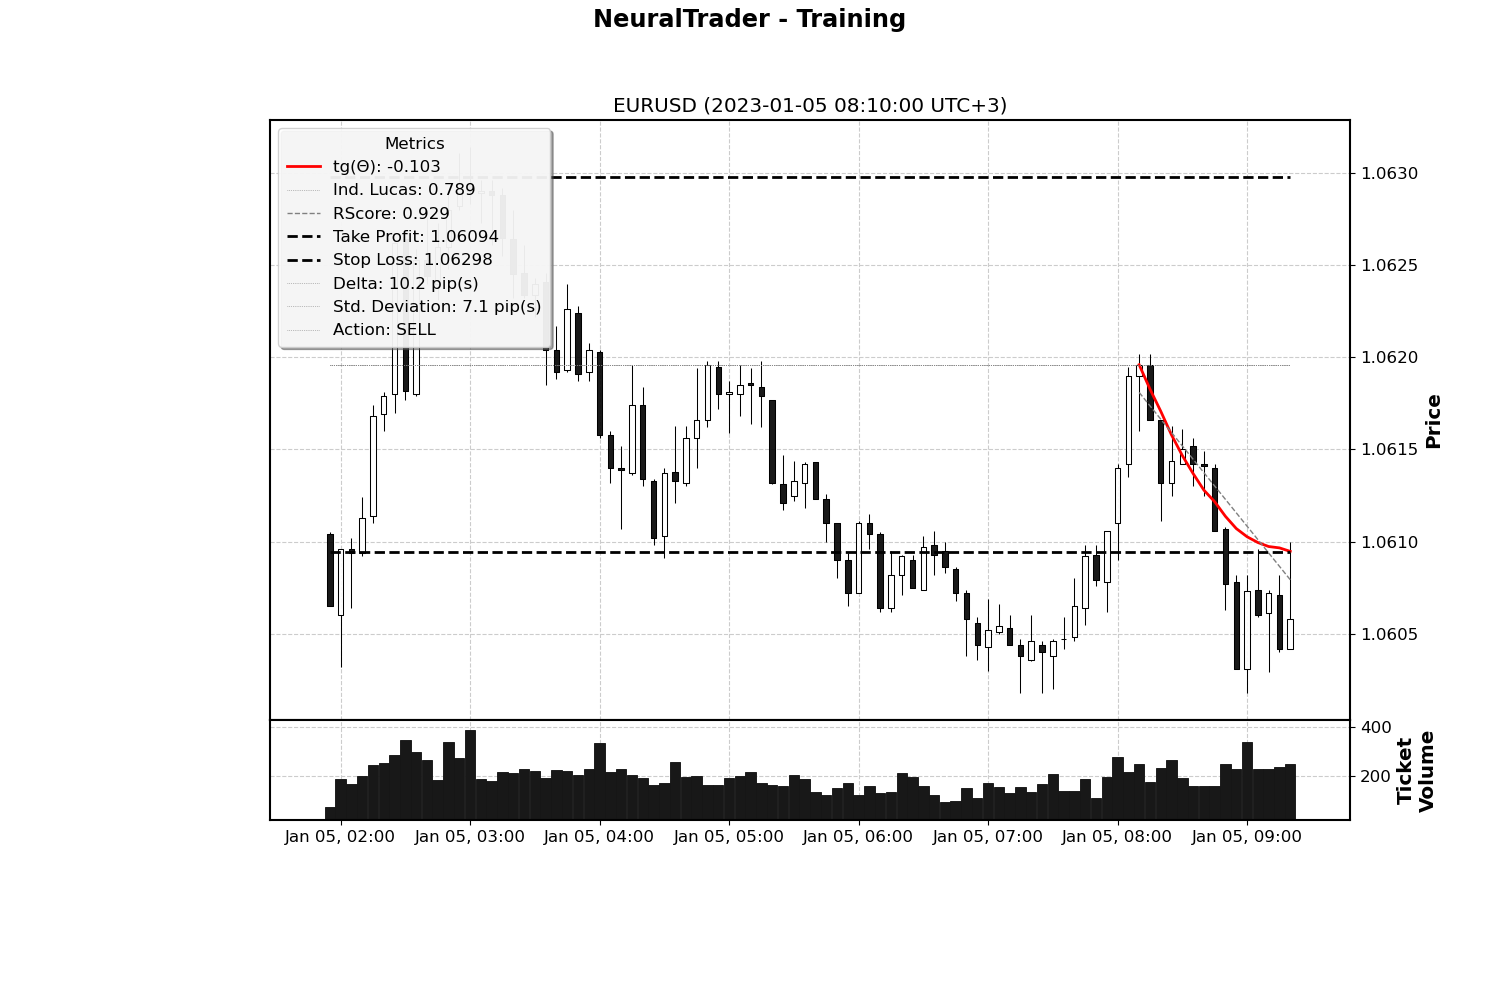 NeuralTrader - Training
EURUSD (2023-01-05 08:10:00 UTC+3)
Metrics
tg(Θ): -0.103
Ind. Lucas: 0.789
RScore: 0.929
Take Profit: 1.06094
Stop Loss: 1.06298
Delta: 10.2 pip(s)
Std. Deviation: 7.1 pip(s)
Action: SELL
1.0630
1.0625
1.0620
1.0615
1.0610
1.0605
Price
400
200
Ticket
Volume
Jan 05, 02:00
Jan 05, 03:00
Jan 05, 04:00
Jan 05, 05:00
Jan 05, 06:00
Jan 05, 07:00
Jan 05, 08:00
Jan 05, 09:00